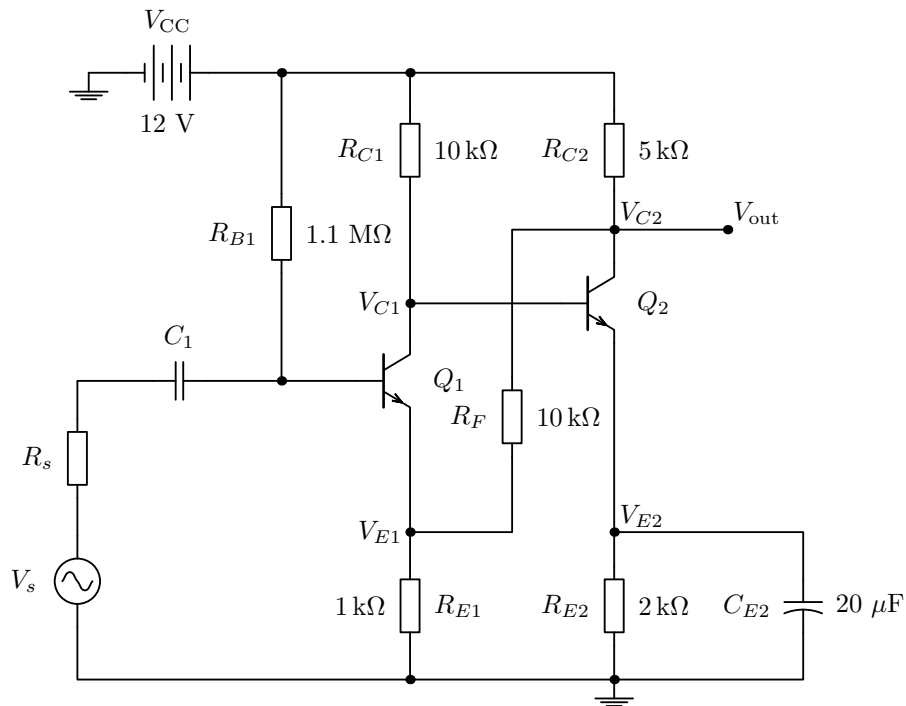 V_CC
12 V
R_C1 10 kΩ
R_C2 5 kΩ
V_C2
V_out
R_B1 1.1 MΩ
V_C1
Q_2
C_1
Q_1
R_F 10 kΩ
R_s
V_E1
V_E2
V_s
1 kΩ R_E1
R_E2 2 kΩ
C_E2 20 μF